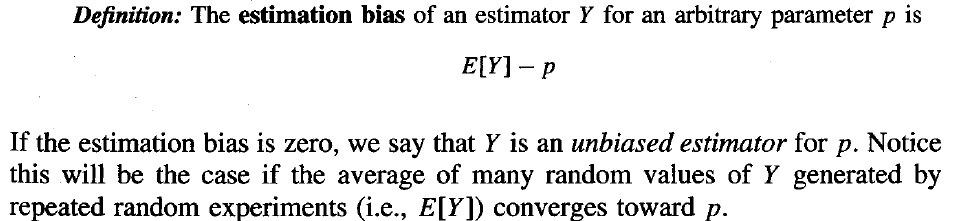 Definition: The estimation bias of an estimator Y for an arbitrary parameter p is
E[Y] – p
If the estimation bias is zero, we say that Y is an unbiased estimator for p. Notice
this will be the case if the average of many random values of Y generated by
repeated random experiments (i.e., E[Y]) converges toward p.